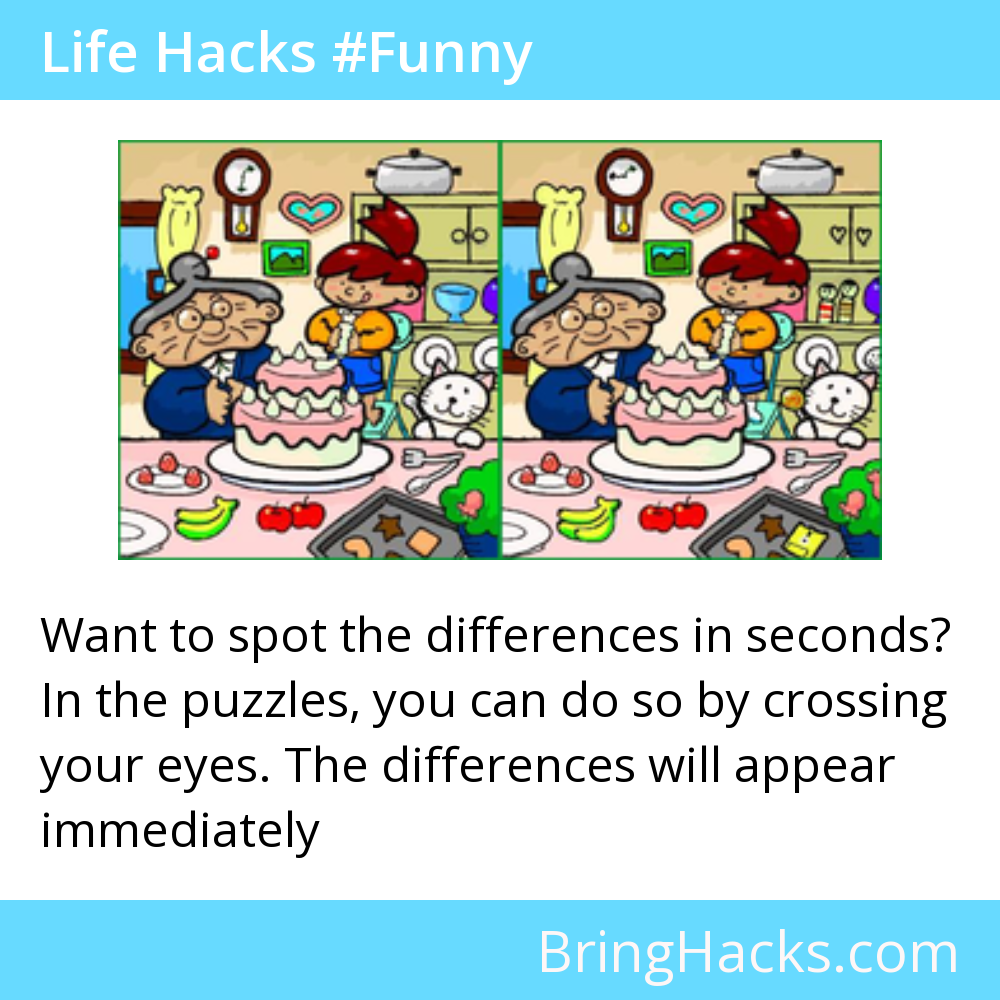 Life Hacks #Funny
Want to spot the differences in seconds?
In the puzzles, you can do so by crossing
your eyes. The differences will appear
immediately
BringHacks.com